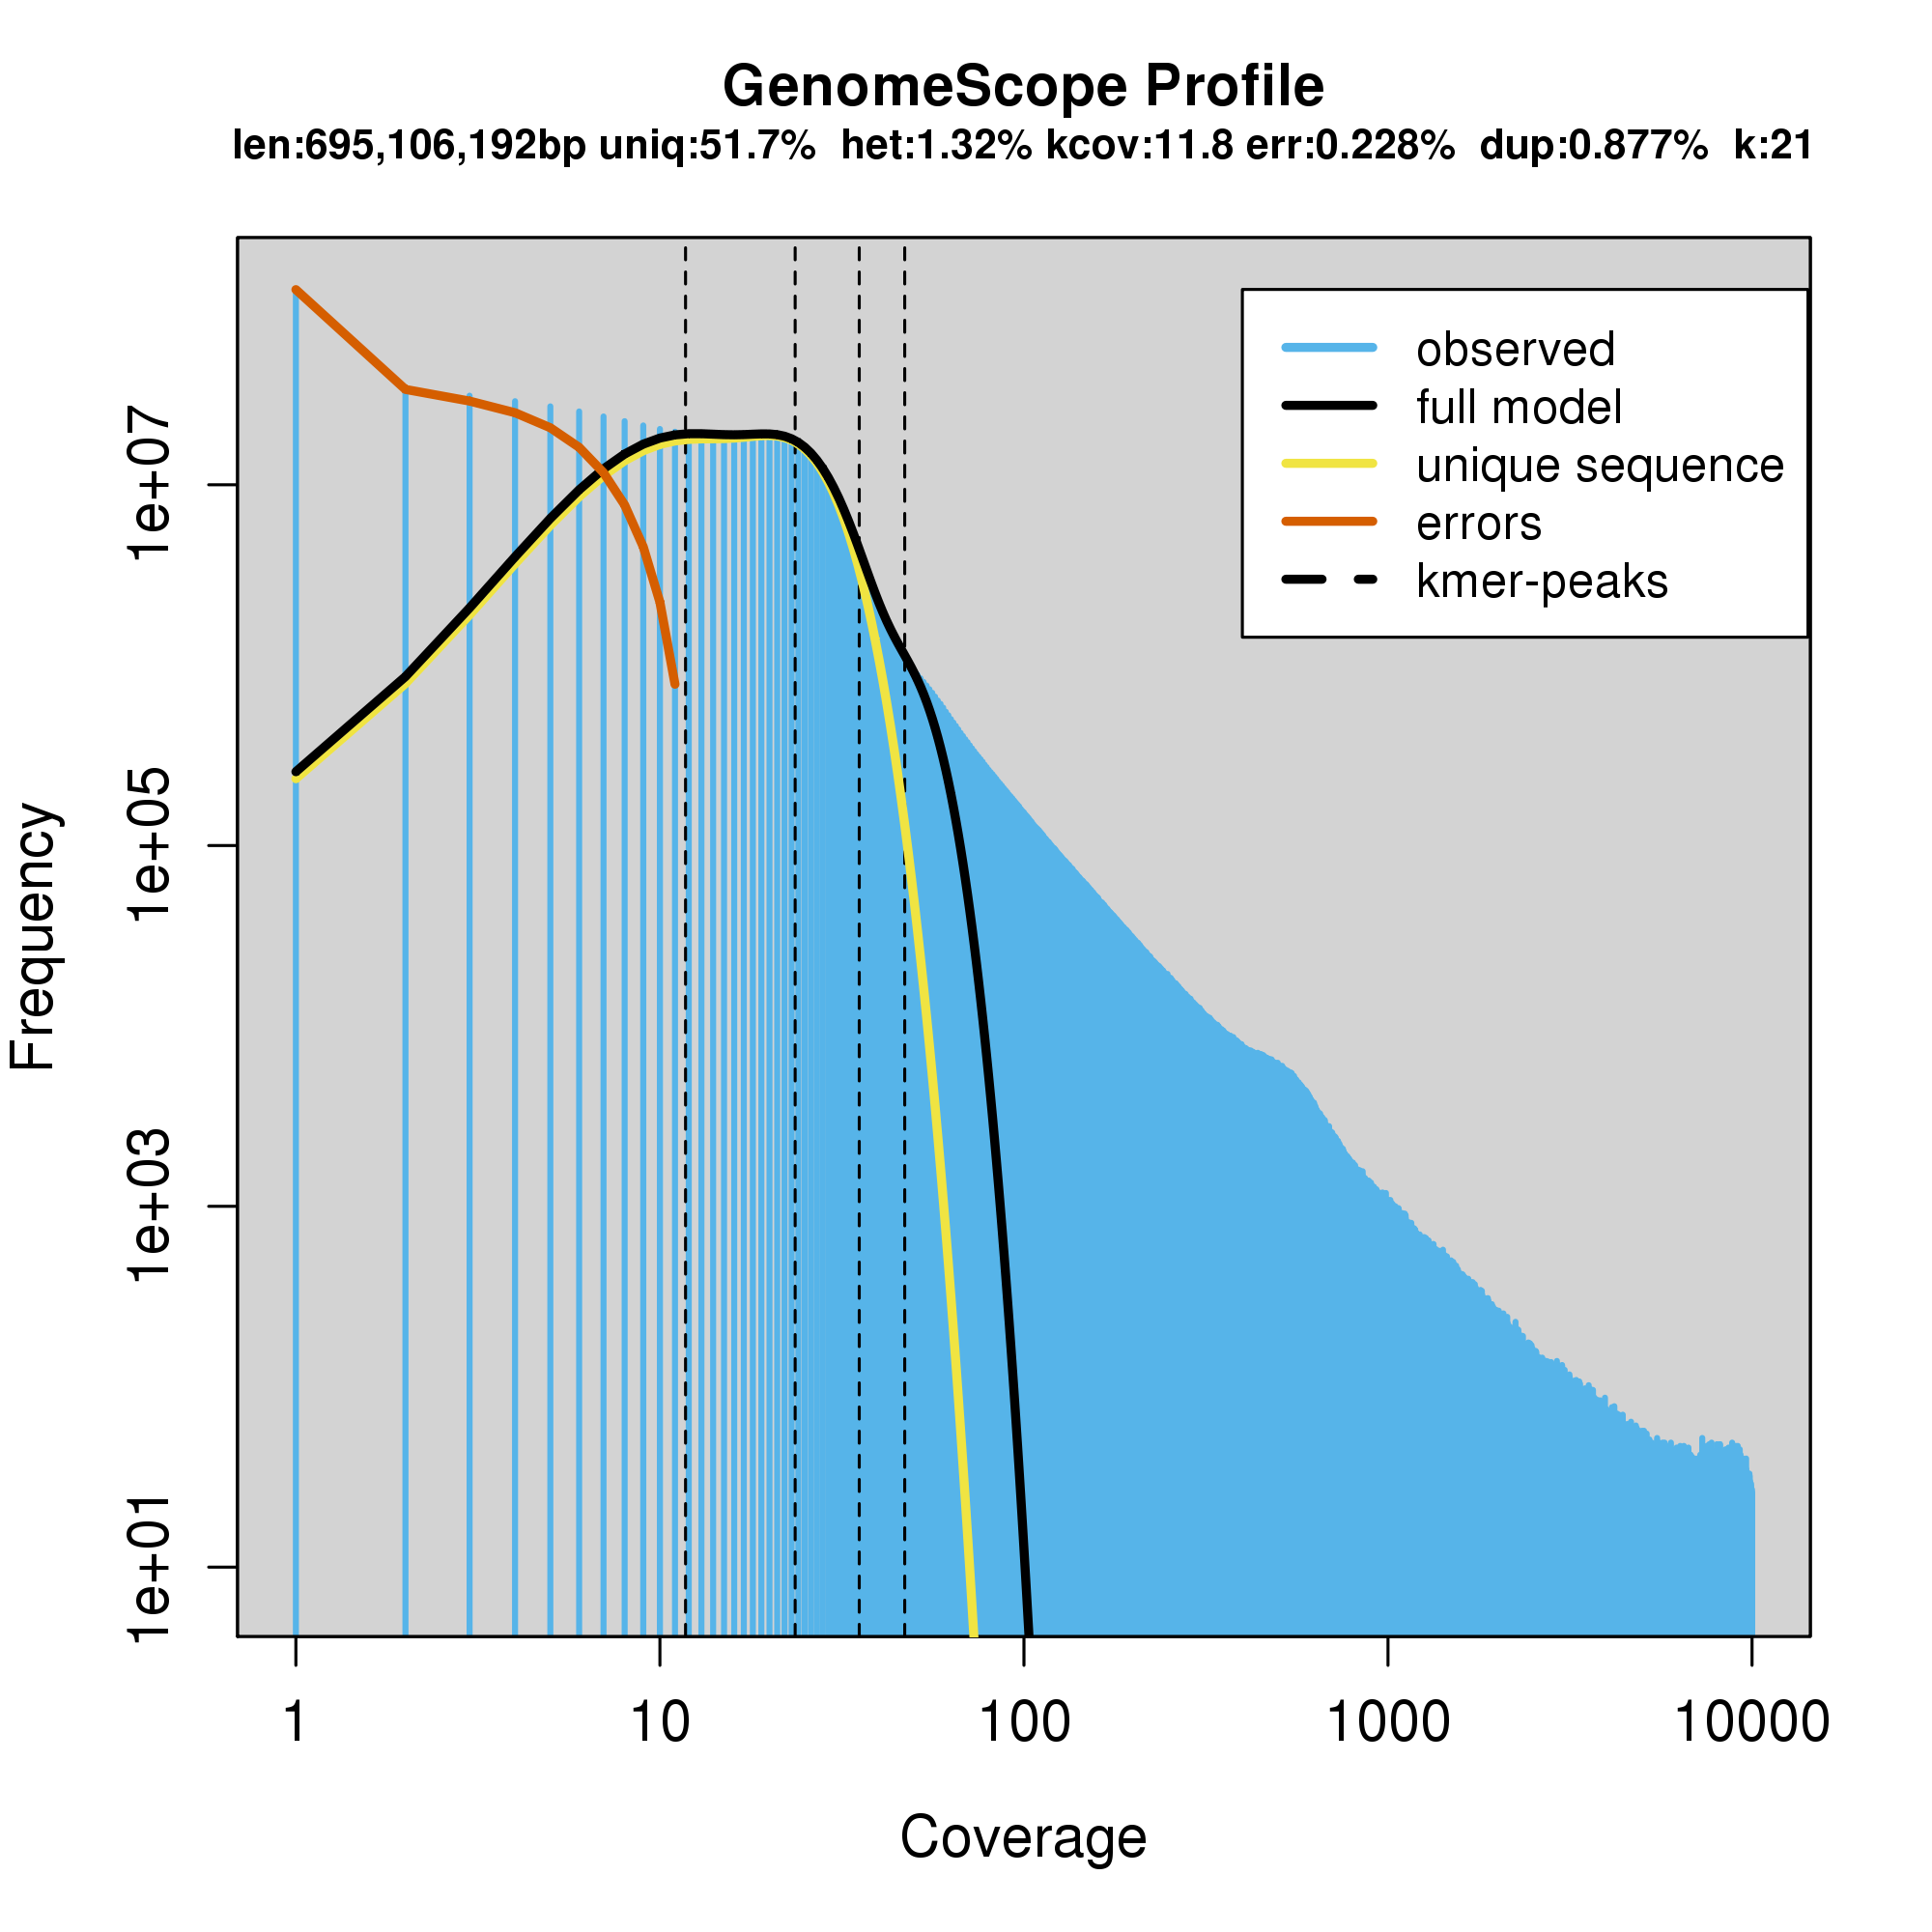 GenomeScope Profile
len:695,106,192bp uniq:51.7% het:1.32% kcov:11.8 err:0.228% dup:0.877% k:21
observed
full model
unique sequence
errors
kmer-peaks
Frequency
1e+07
1e+05
1e+03
1e+01
1 10 100 1000 10000
Coverage